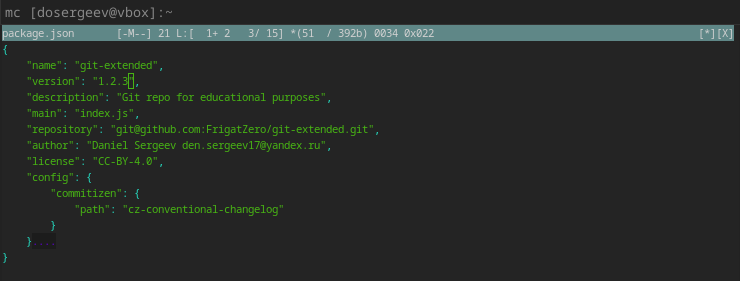 mc [dosergeev@vbox]:~
package.json [-M--] 21 L:[ 1+ 2 3/ 15] *(51 / 392b) 0034 0x022 [*][X]
{
"name": "git-extended",
"version": "1.2.3",
"description": "Git repo for educational purposes",
"main": "index.js",
"repository": "git@github.com:FrigatZero/git-extended.git",
"author": "Daniel Sergeev den.sergeev17@yandex.ru",
"license": "CC-BY-4.0",
"config": {
"commitizen": {
"path": "cz-conventional-changelog"
}
}....
}